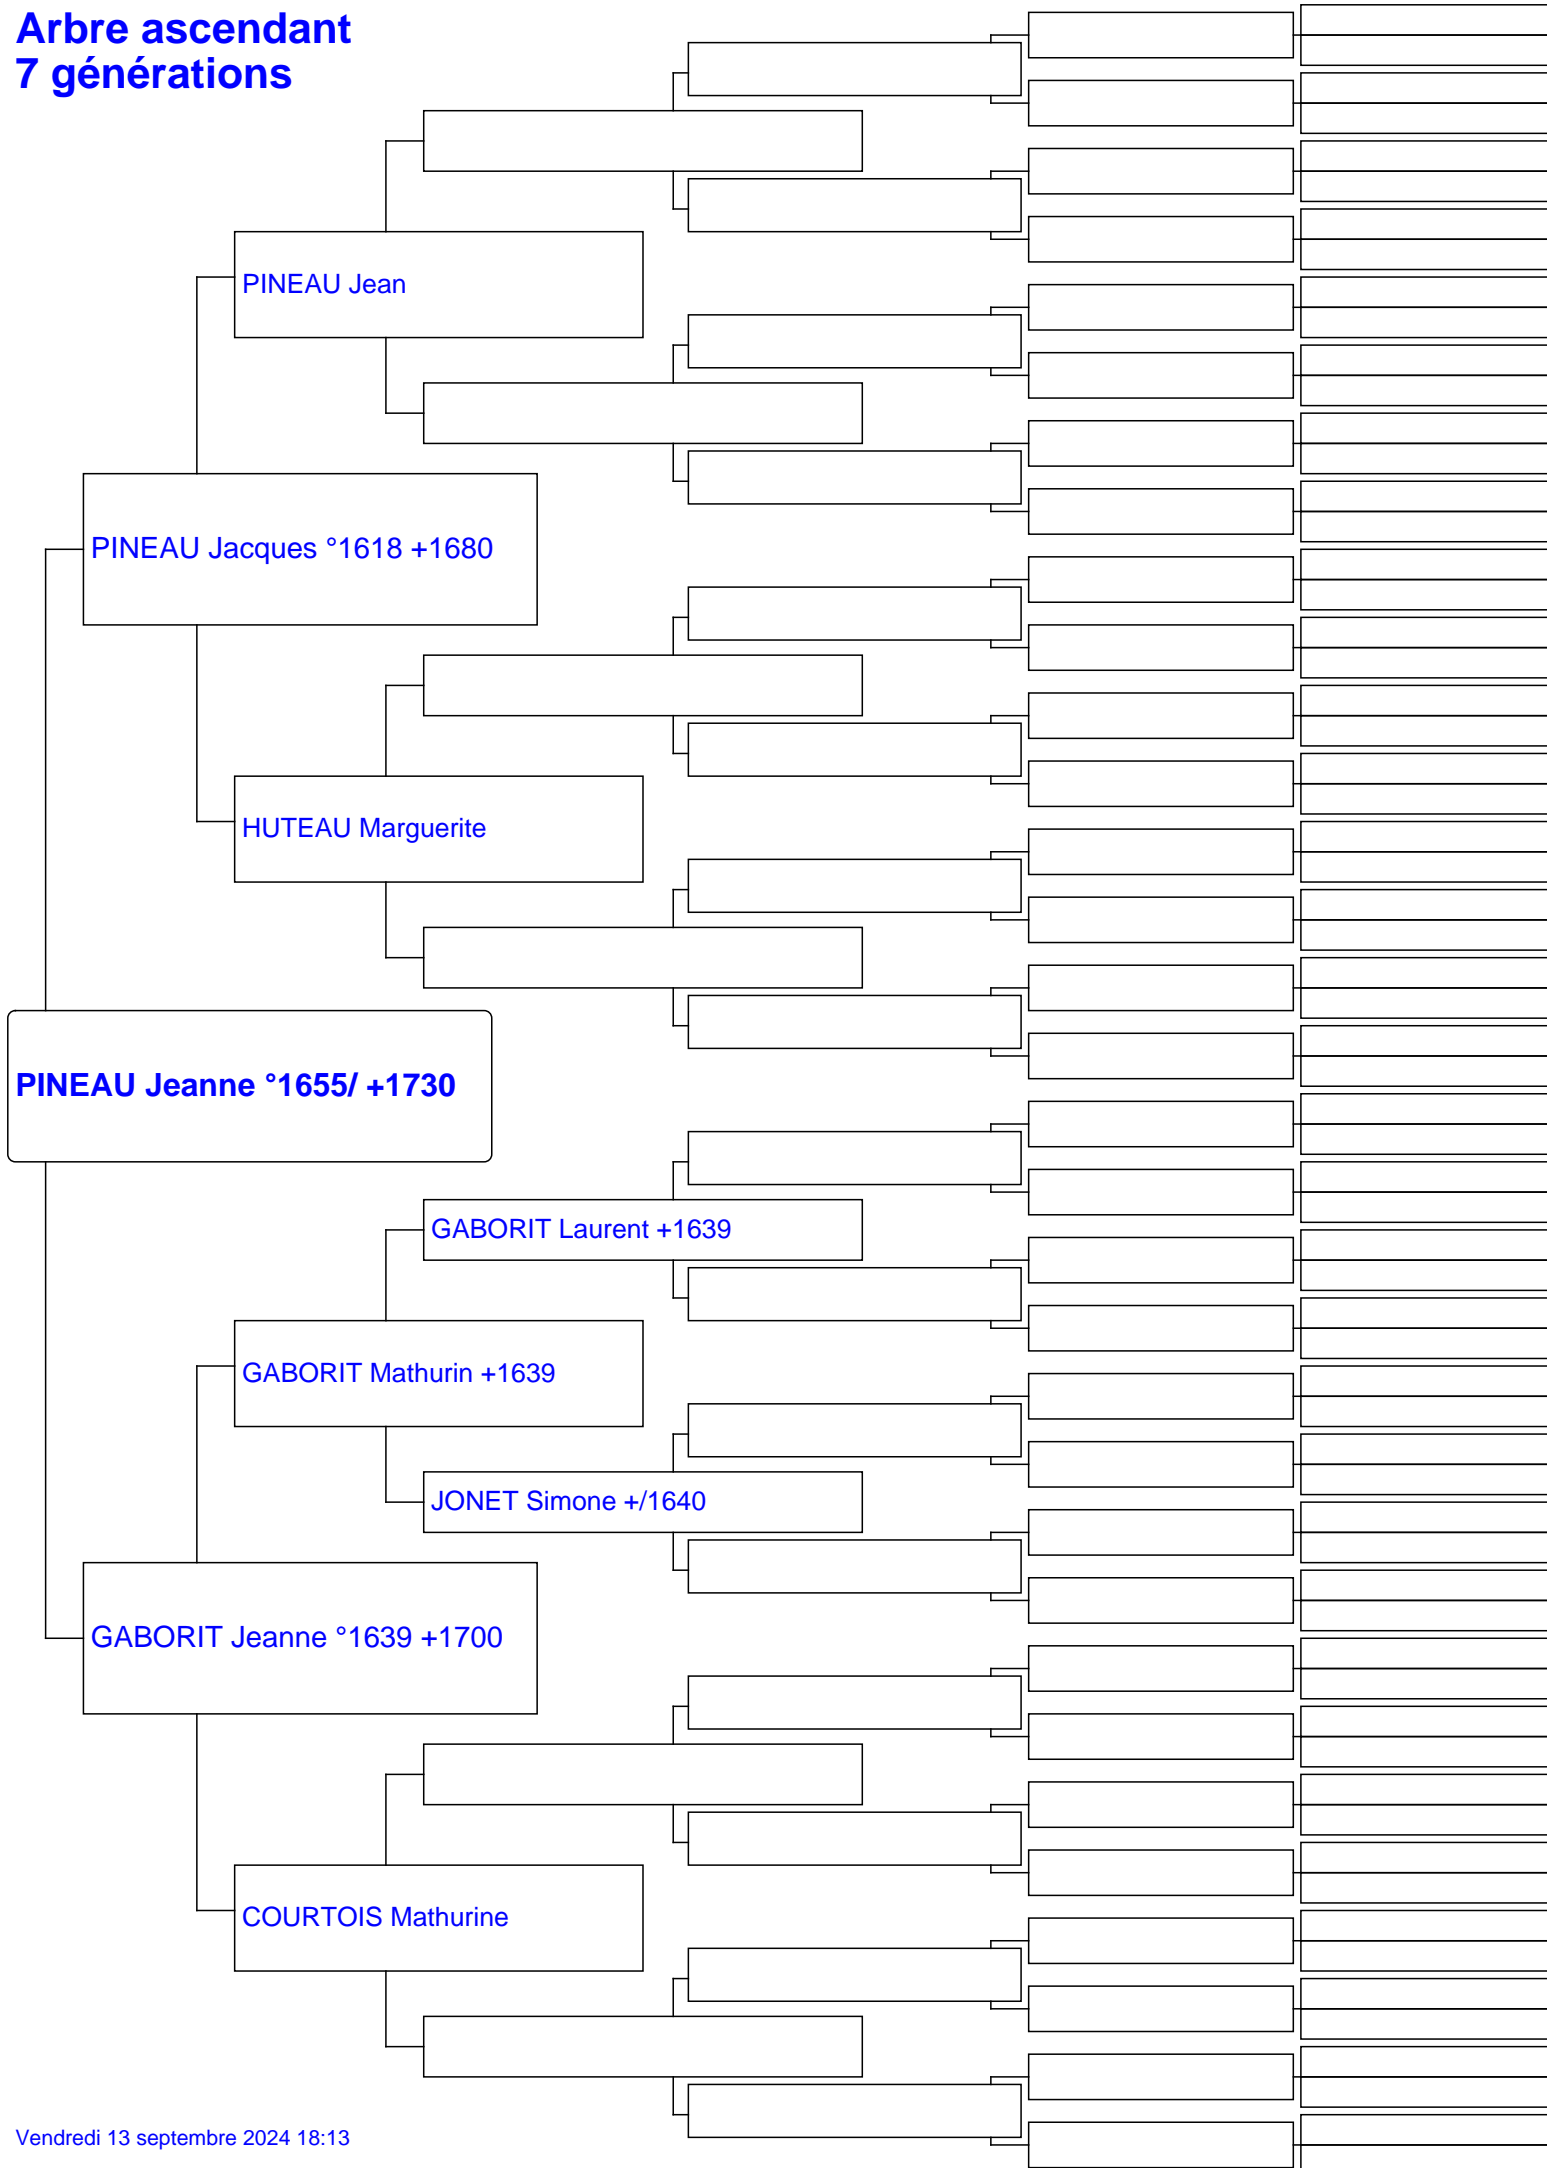 Arbre ascendant
7 générations
PINEAU Jean
PINEAU Jacques °1618 +1680
HUTEAU Marguerite
PINEAU Jeanne °1655/ +1730
GABORIT Laurent +1639
GABORIT Mathurin +1639
JONET Simone +/1640
GABORIT Jeanne °1639 +1700
COURTOIS Mathurine
Vendredi 13 septembre 2024 18:13